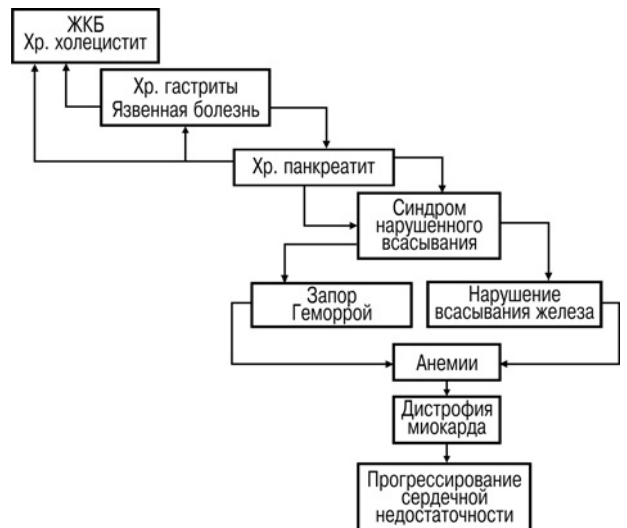 ЖКБ
Хр. холецистит
Хр. гастриты
Язвенная болезнь
Хр. панкреатит
Синдром
нарушенного
всасывания
Запор
Геморрой
Нарушение
всасывания железа
Анемии
Дистрофия
миокарда
Прогрессирование
сердечной
недостаточности